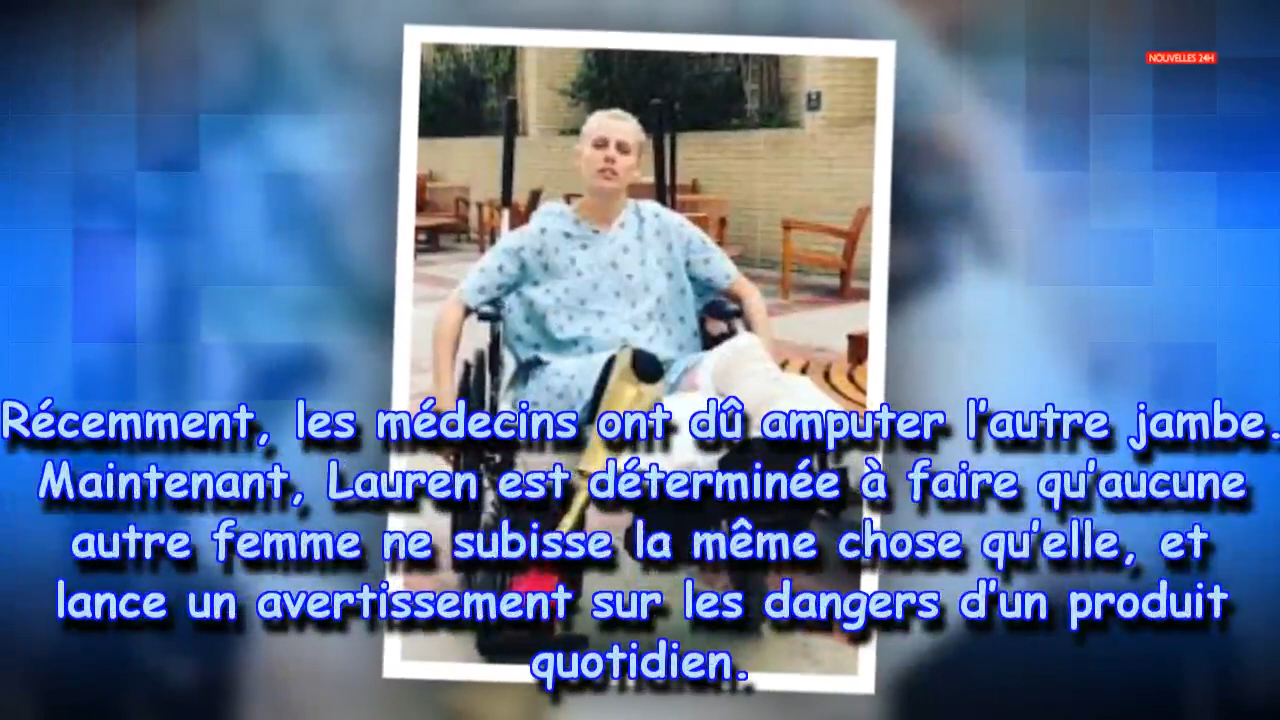 NOUVELLES 24H
Récemment, les médecins ont dû amputer l'autre jambe.
Maintenant, Lauren est déterminée à faire qu'aucune
autre femme ne subisse la même chose qu'elle, et
lance un avertissement sur les dangers d'un produit
quotidien.